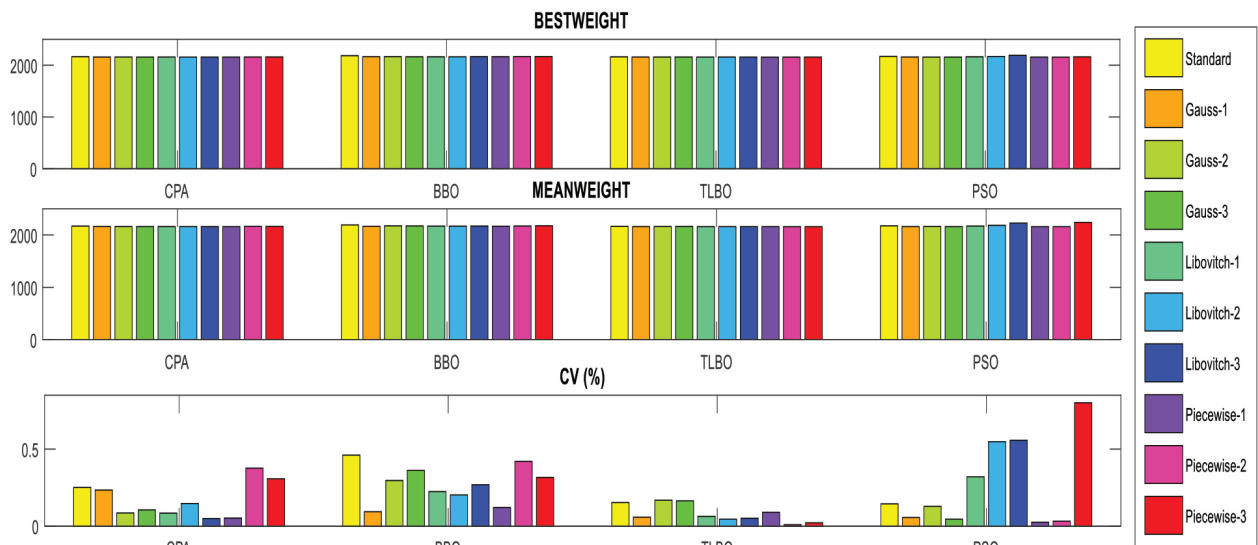 BESTWEIGHT
2000
1000
0
CPA BBO TLBO PSO
MEANWEIGHT
2000
1000
0
CPA BBO TLBO PSO
CV (%)
0.5
0
Standard
Gauss-1
Gauss-2
Gauss-3
Libovitch-1
Libovitch-2
Libovitch-3
Piecewise-1
Piecewise-2
Piecewise-3